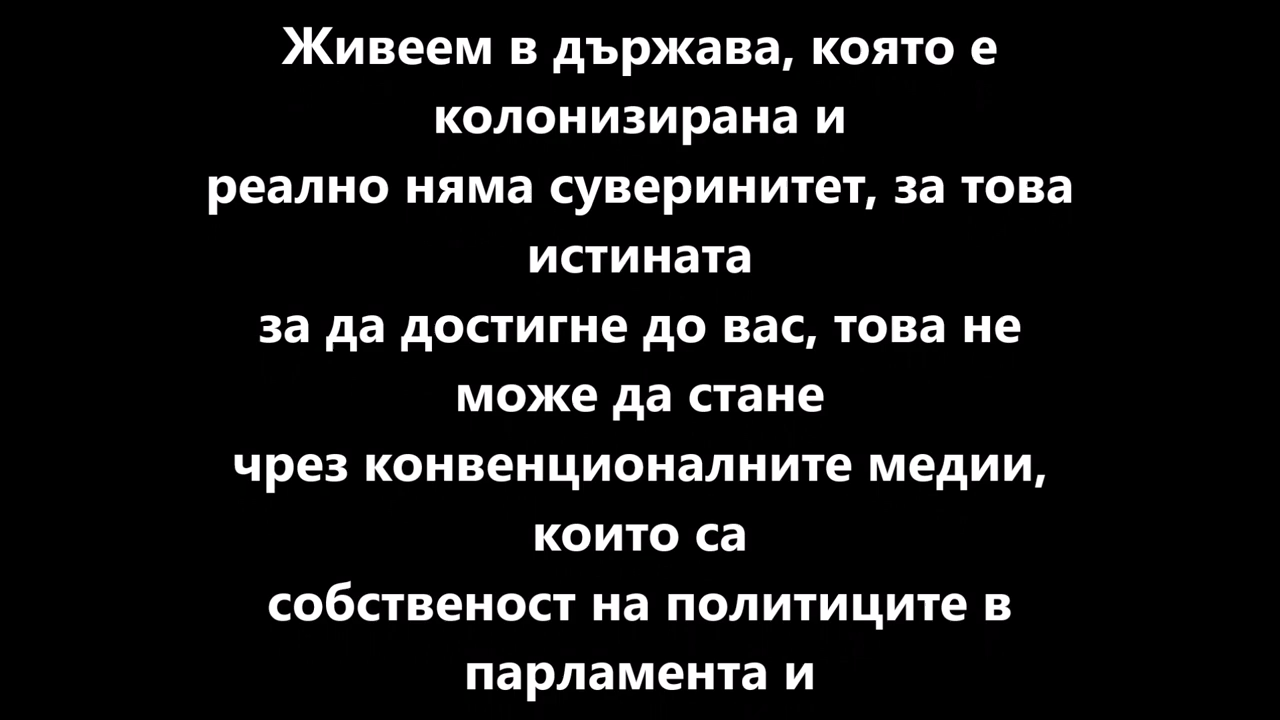 Живеем в държава, която е
колонизирана и
реално няма суверинитет, за това
истината
за да достигне до вас, това не
може да стане
чрез конвенционалните медии,
които са
собственост на политиците в
парламента и